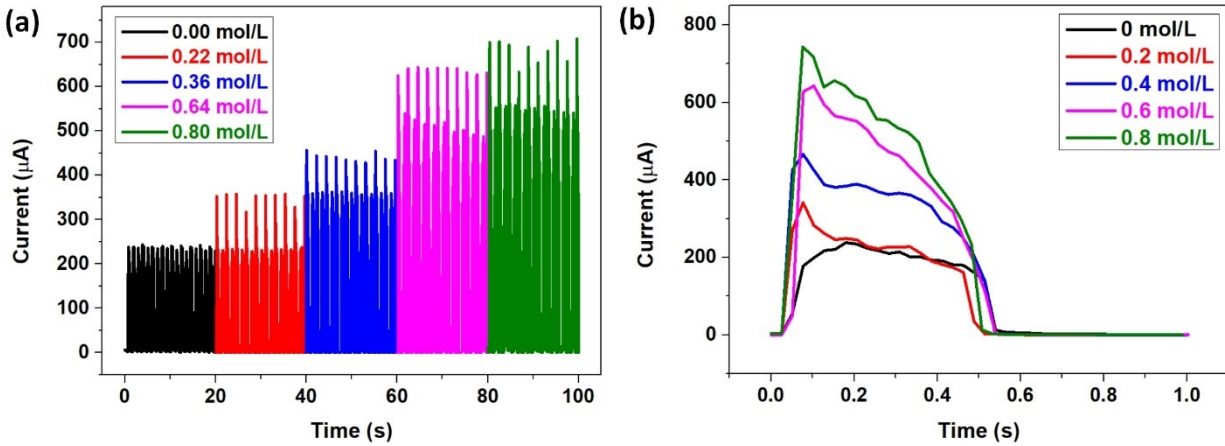 (a)
0.00 mol/L
0.22 mol/L
0.36 mol/L
0.64 mol/L
0.80 mol/L
700
600
500
400
300
200
100
0
Current (μA)
0 20 40 60 80 100
Time (s)
(b)
0 mol/L
0.2 mol/L
0.4 mol/L
0.6 mol/L
0.8 mol/L
800
600
400
200
0
Current (μA)
0.0 0.2 0.4 0.6 0.8 1.0
Time (s)